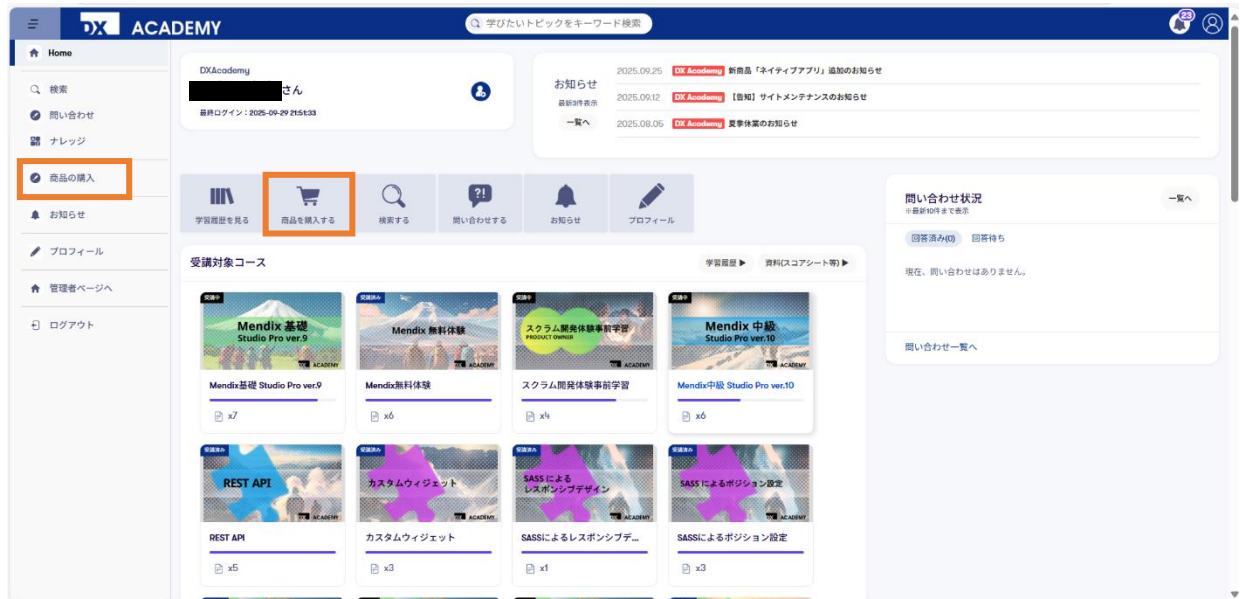 DX ACADEMY
学びたいトピックをキーワード検索
23
Home
検索
問い合わせ
ナレッジ
商品の購入
お知らせ
プロフィール
管理者ページへ
ログアウト
DXAcademy
さん
最終ログイン：2025-09-29 21:51:33
お知らせ
最新3件表示
一覧へ
2025.09.25 DX Academy 新商品「ネイティブアプリ」追加のお知らせ
2025.09.12 DX Academy 【告知】サイトメンテナンスのお知らせ
2025.08.05 DX Academy 夏季休業のお知らせ
学習履歴を見る
商品を購入する
検索する
?!
問い合わせする
お知らせ
プロフィール
受講対象コース
学習履歴 ▶
資料(スコアシート等) ▶
受講中
Mendix 基礎
Studio Pro ver.9
DX ACADEMY
Mendix基礎 Studio Pro ver.9
x7
受講済み
Mendix 無料体験
DX ACADEMY
Mendix無料体験
x6
受講中
スクラム開発体験事前学習
PRODUCT OWNER
DX ACADEMY
スクラム開発体験事前学習
x4
受講中
Mendix 中級
Studio Pro ver.10
DX ACADEMY
Mendix中級 Studio Pro ver.10
x6
受講済み
REST API
DX ACADEMY
REST API
x5
受講済み
カスタムウィジェット
DX ACADEMY
カスタムウィジェット
x3
受講済み
SASS による
レスポンシブデザイン
DX ACADEMY
SASSによるレスポンシブデ...
x1
受講済み
SASS によるポジション設定
DX ACADEMY
SASSによるポジション設定
x3
問い合わせ状況
※最新10件まで表示
一覧へ
回答済み(0)
回答待ち
現在、問い合わせはありません。
問い合わせ一覧へ